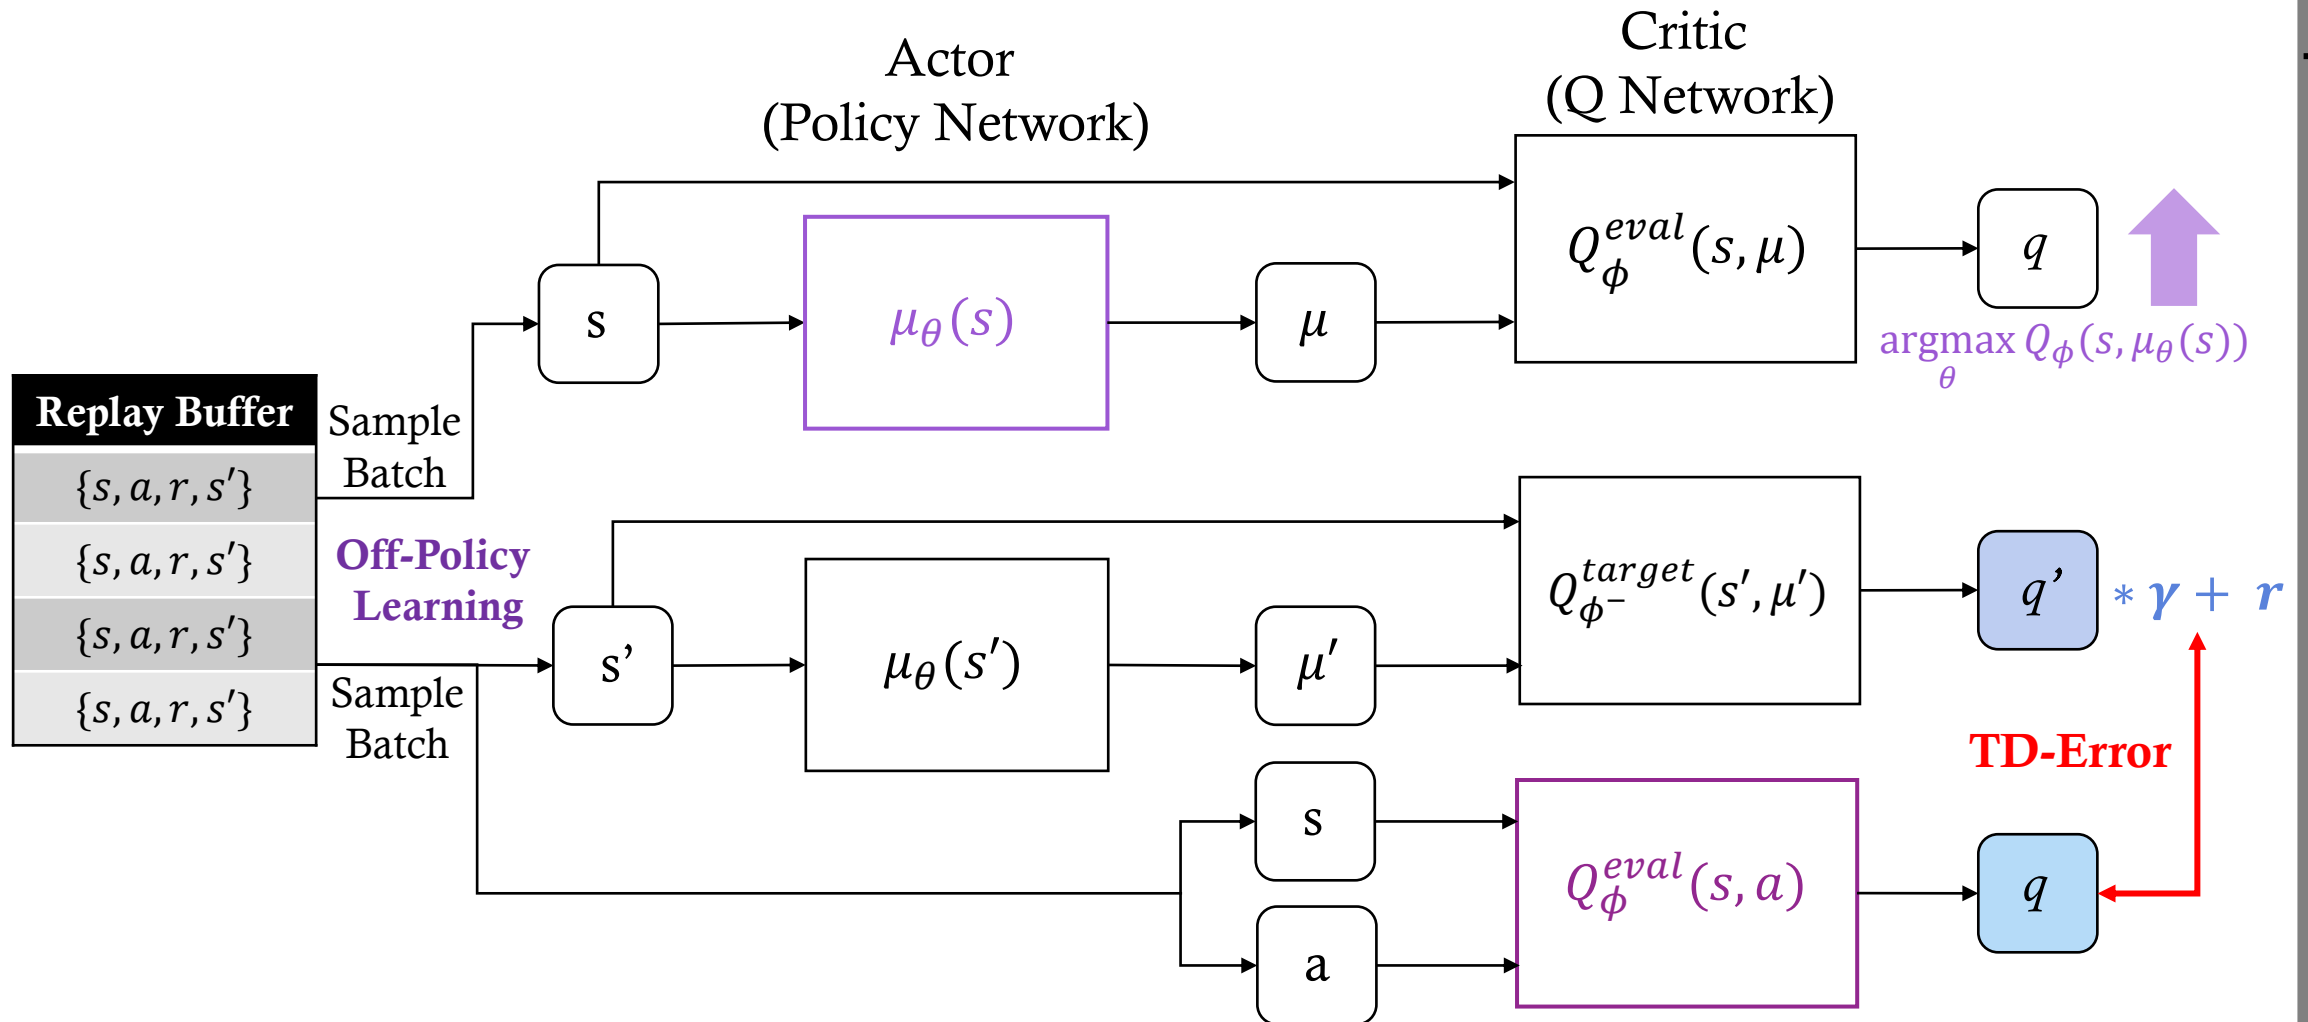 Actor
(Policy Network)
Critic
(Q Network)
s
μ_θ(s)
μ
Q_ϕ^{eval}(s, μ)
q
argmax Q_ϕ(s, μ_θ(s))
θ
Replay Buffer
{s, a, r, s′}
{s, a, r, s′}
{s, a, r, s′}
{s, a, r, s′}
Sample
Batch
Off-Policy
Learning
Sample
Batch
s’
μ_θ(s′)
μ′
Q_{ϕ⁻}^{target}(s′, μ′)
q’ * γ + r
TD-Error
s
a
Q_ϕ^{eval}(s, a)
q